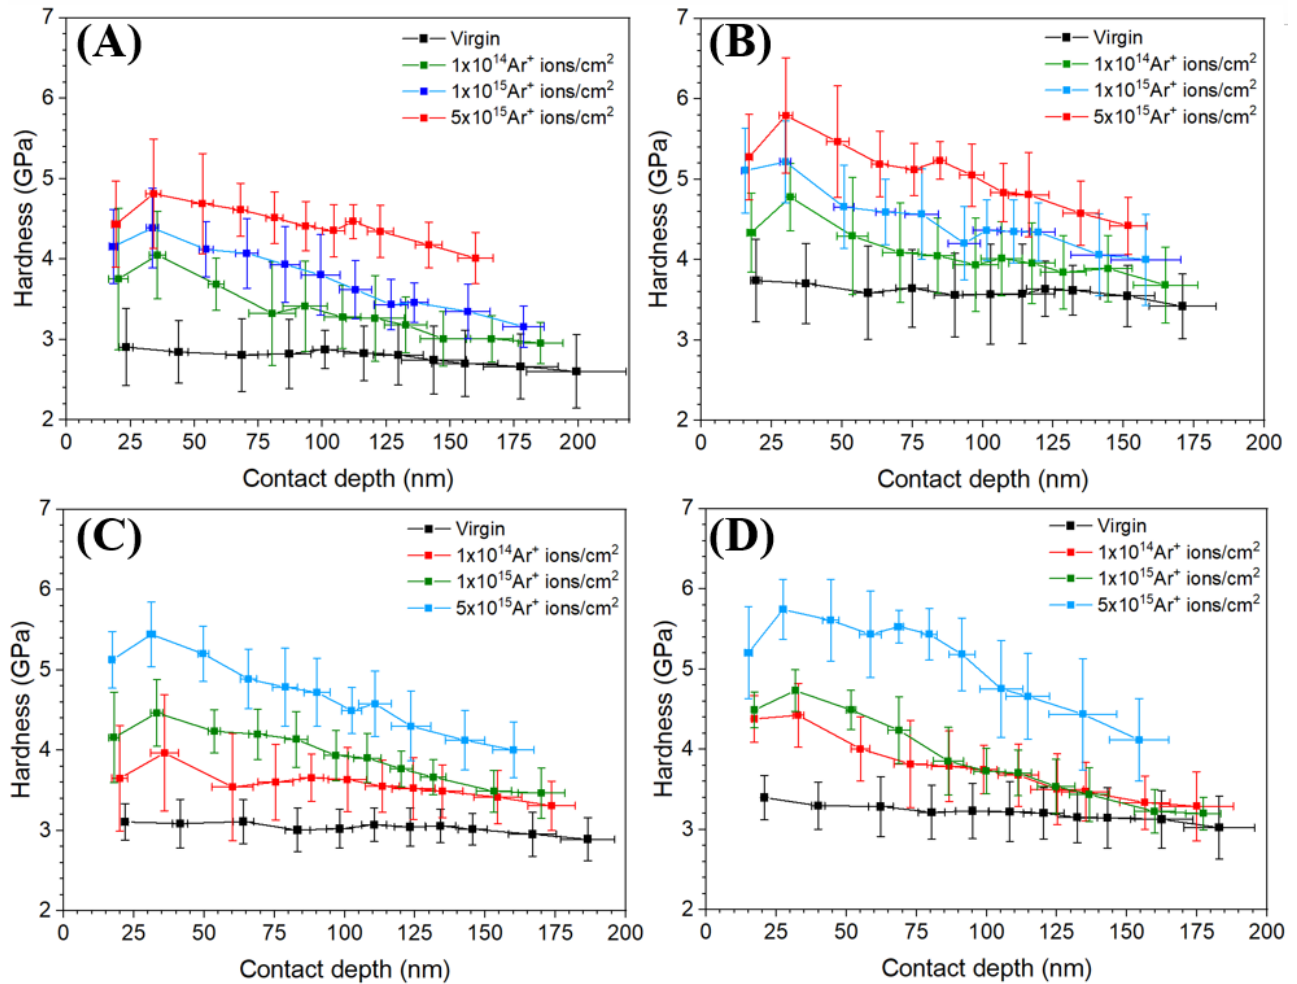 (A)
Virgin
1x10¹⁴Ar⁺ ions/cm²
1x10¹⁵Ar⁺ ions/cm²
5x10¹⁵Ar⁺ ions/cm²
7
6
5
4
3
2
Hardness (GPa)
0 25 50 75 100 125 150 175 200
Contact depth (nm)
(B)
Virgin
1x10¹⁴Ar⁺ ions/cm²
1x10¹⁵Ar⁺ ions/cm²
5x10¹⁵Ar⁺ ions/cm²
7
6
5
4
3
2
Hardness (GPa)
0 25 50 75 100 125 150 175 200
Contact depth (nm)
(C)
Virgin
1x10¹⁴Ar⁺ ions/cm²
1x10¹⁵Ar⁺ ions/cm²
5x10¹⁵Ar⁺ ions/cm²
7
6
5
4
3
2
Hardness (GPa)
0 25 50 75 100 125 150 175 200
Contact depth (nm)
(D)
Virgin
1x10¹⁴Ar⁺ ions/cm²
1x10¹⁵Ar⁺ ions/cm²
5x10¹⁵Ar⁺ ions/cm²
7
6
5
4
3
2
Hardness (GPa)
0 25 50 75 100 125 150 175 200
Contact depth (nm)